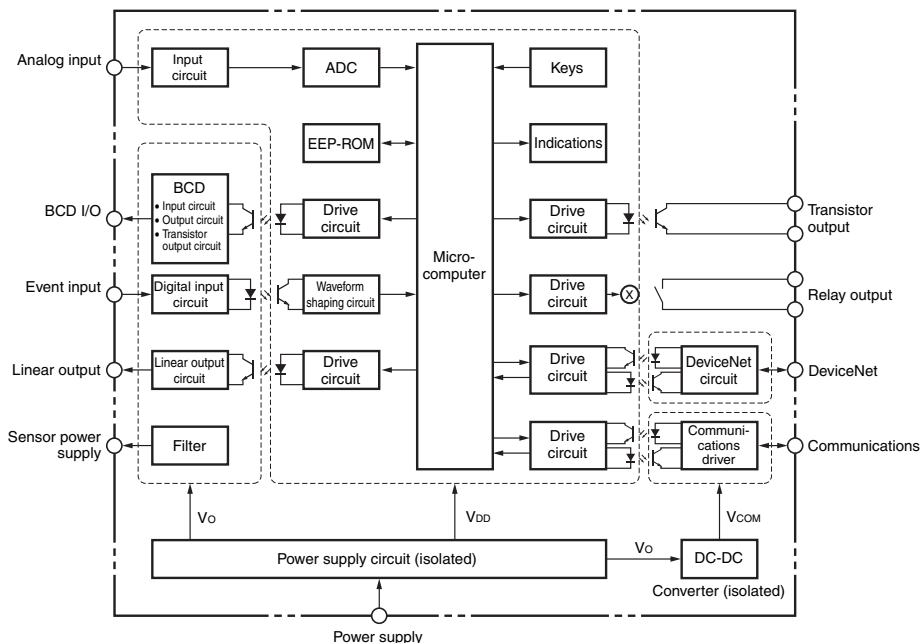 Analog input
Input
circuit
ADC
Keys
EEP-ROM
Indications
BCD I/O
BCD
• Input circuit
• Output circuit
• Transistor
output circuit
Drive
circuit
Micro-
computer
Drive
circuit
Transistor
output
Event input
Digital input
circuit
Waveform
shaping circuit
Drive
circuit
X
Relay output
Linear output
Linear output
circuit
Drive
circuit
Drive
circuit
DeviceNet
circuit
DeviceNet
Sensor power
supply
Filter
Drive
circuit
Communi-
cations
driver
Communications
VO
VDD
VCOM
Power supply circuit (isolated)
VO
DC-DC
Converter (isolated)
Power supply